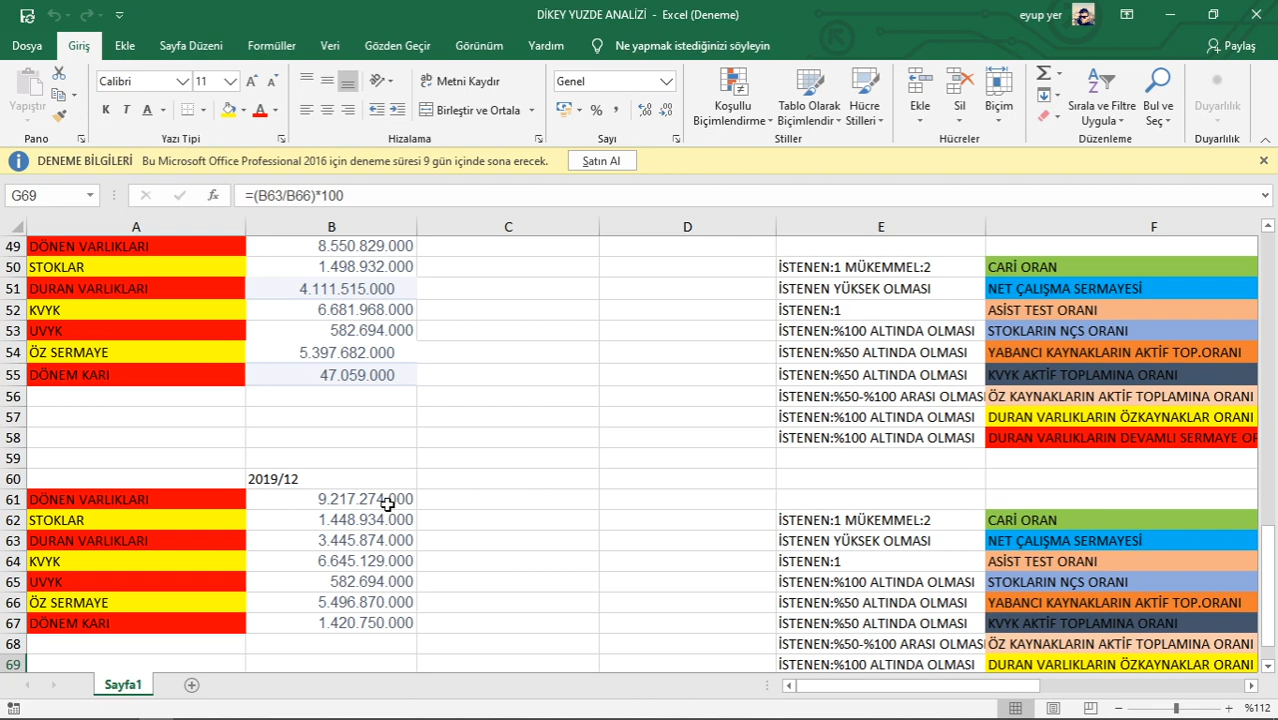 DİKEY YUZDE ANALİZİ - Excel (Deneme)
eyup yer
Dosya Giriş Ekle Sayfa Düzeni Formüller Veri Gözden Geçir Görünüm Yardım Ne yapmak istediğinizi söyleyin Paylaş
Yapıştır
Calibri 11
K T A
Metni Kaydır
Birleştir ve Ortala
Genel
Koşullu Biçimlendirme
Tablo Olarak Biçimlendir
Hücre Stilleri
Ekle
Sil
Biçim
Sırala ve Filtre Uygula
Bul ve Seç
Duyarlılık
Pano Yazı Tipi Hizalama Sayı Stiller Hücreler Düzenleme Duyarlılık
DENEME BİLGİLERİ Bu Microsoft Office Professional 2016 için deneme süresi 9 gün içinde sona erecek. Satın Al
G69 fx =(B63/B66)*100
A B C D E F
49 DÖNEN VARLIKLARI 8.550.829.000
50 STOKLAR 1.498.932.000 İSTENEN:1 MÜKEMMEL:2 CARİ ORAN
51 DURAN VARLIKLARI 4.111.515.000 İSTENEN YÜKSEK OLMASI NET ÇALIŞMA SERMAYESİ
52 KVYK 6.681.968.000 İSTENEN:1 ASİST TEST ORANI
53 UVYK 582.694.000 İSTENEN:%100 ALTINDA OLMASI STOKLARIN NÇS ORANI
54 ÖZ SERMAYE 5.397.682.000 İSTENEN:%50 ALTINDA OLMASI YABANCI KAYNAKLARIN AKTİF TOP.ORANI
55 DÖNEM KARI 47.059.000 İSTENEN:%50 ALTINDA OLMASI KVYK AKTİF TOPLAMINA ORANI
56 İSTENEN:%50-%100 ARASI OLMAS ÖZ KAYNAKLARIN AKTİF TOPLAMINA ORANI
57 İSTENEN:%100 ALTINDA OLMASI DURAN VARLIKLARIN ÖZKAYNAKLAR ORANI
58 İSTENEN:%100 ALTINDA OLMASI DURAN VARLIKLARIN DEVAMLI SERMAYE
59
60 2019/12
61 DÖNEN VARLIKLARI 9.217.274.000
62 STOKLAR 1.448.934.000 İSTENEN:1 MÜKEMMEL:2 CARİ ORAN
63 DURAN VARLIKLARI 3.445.874.000 İSTENEN YÜKSEK OLMASI NET ÇALIŞMA SERMAYESİ
64 KVYK 6.645.129.000 İSTENEN:1 ASİST TEST ORANI
65 UVYK 582.694.000 İSTENEN:%100 ALTINDA OLMASI STOKLARIN NÇS ORANI
66 ÖZ SERMAYE 5.496.870.000 İSTENEN:%50 ALTINDA OLMASI YABANCI KAYNAKLARIN AKTİF TOP.ORANI
67 DÖNEM KARI 1.420.750.000 İSTENEN:%50 ALTINDA OLMASI KVYK AKTİF TOPLAMINA ORANI
68 İSTENEN:%50-%100 ARASI OLMAS ÖZ KAYNAKLARIN AKTİF TOPLAMINA ORANI
69 İSTENEN:%100 ALTINDA OLMASI DURAN VARLIKLARIN ÖZKAYNAKLAR ORANI
Sayfa1
%112